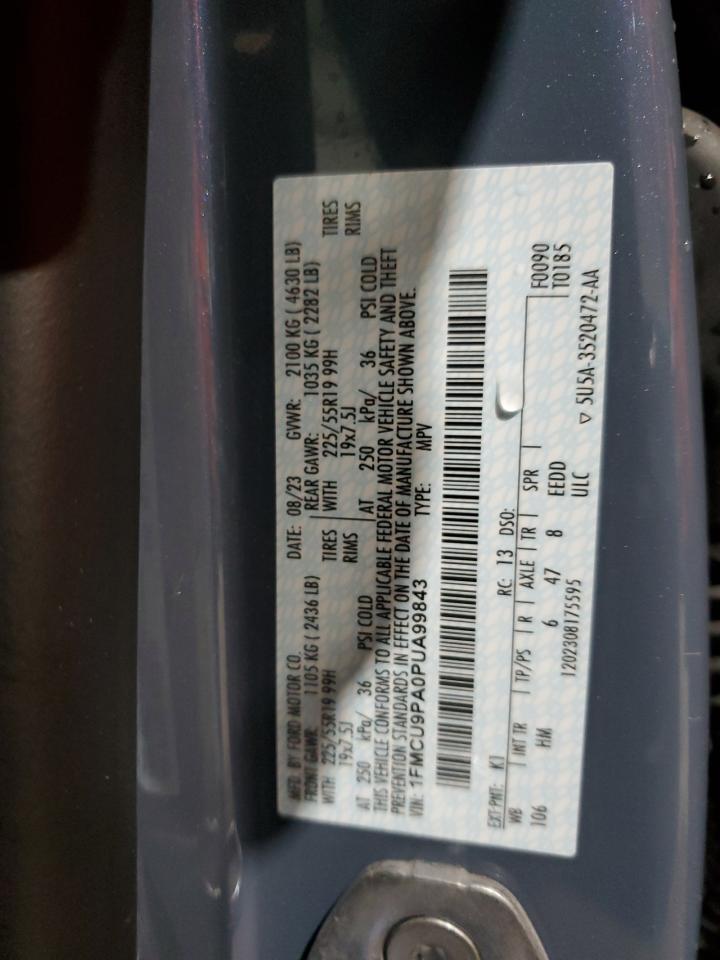 MFD. BY FORD MOTOR CO. DATE: 08/23 GVWR: 2100 KG ( 4630 LB)
FRONT GAWR: 1105 KG ( 2436 LB) REAR GAWR: 1035 KG ( 2282 LB)
WITH 225/55R19 99H TIRES WITH 225/55R19 99H TIRES
19x7.5J RIMS 19x7.5J RIMS
AT 250 kPa/ 36 PSI COLD AT 250 kPa/ 36 PSI COLD
THIS VEHICLE CONFORMS TO ALL APPLICABLE FEDERAL MOTOR VEHICLE SAFETY AND THEFT
PREVENTION STANDARDS IN EFFECT ON THE DATE OF MANUFACTURE SHOWN ABOVE.
VIN: 1FMCU9PA0PUA99843 TYPE: MPV
EXT PNT: K1 RC: 13 DSO: F0090
WB INT TR TP/PS R AXLE TR SPR T0185
106 HM 6 47 8 EEDD
1202308175595 ULC ▽ 5U5A-3520472-AA